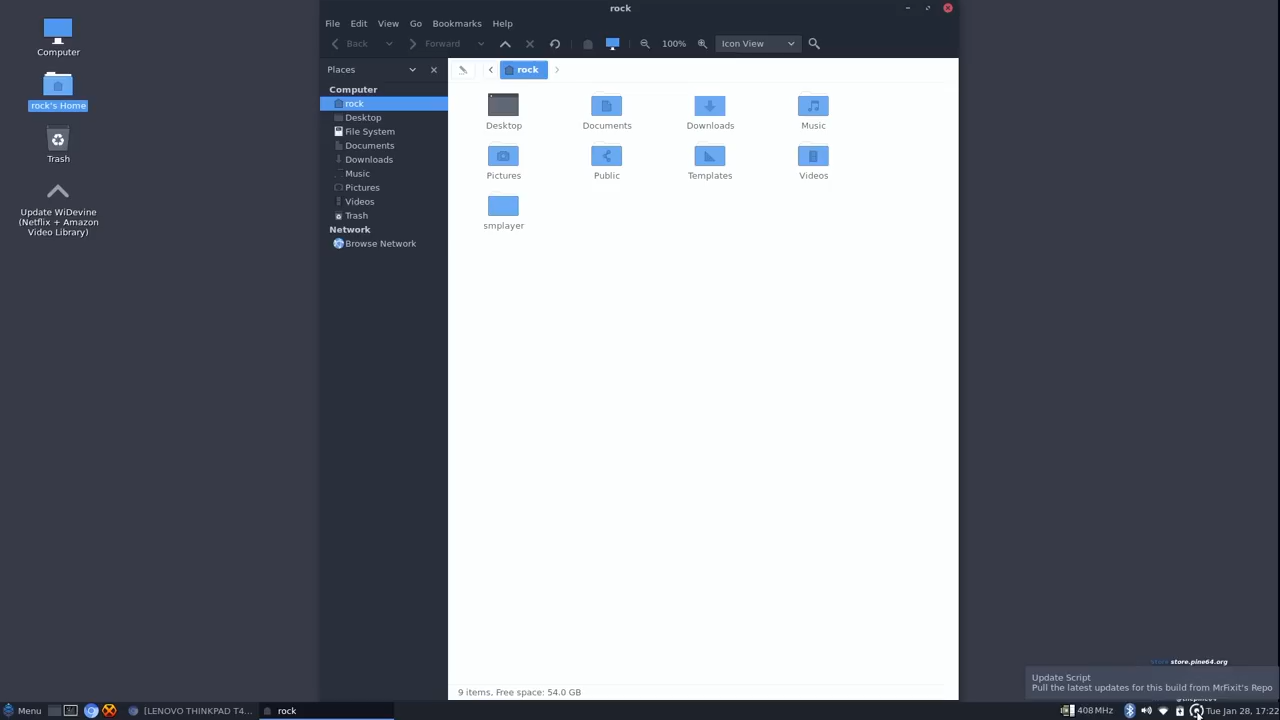 rock
File Edit View Go Bookmarks Help
Back Forward 100% Icon View
Places
rock
Computer
rock
Desktop
File System
Documents
Downloads
Music
Pictures
Videos
Trash
Network
Browse Network
Desktop Documents Downloads Music
Pictures Public Templates Videos
smplayer
9 items, Free space: 54.0 GB
Computer
rock's Home
Trash
Update WiDevine
(Netflix + Amazon
Video Library)
store.pine64.org
Update Script
Pull the latest updates for this build from MrFixit's Repo
Menu [LENOVO THINKPAD T4... rock 408 MHz Tue Jan 28, 17:22